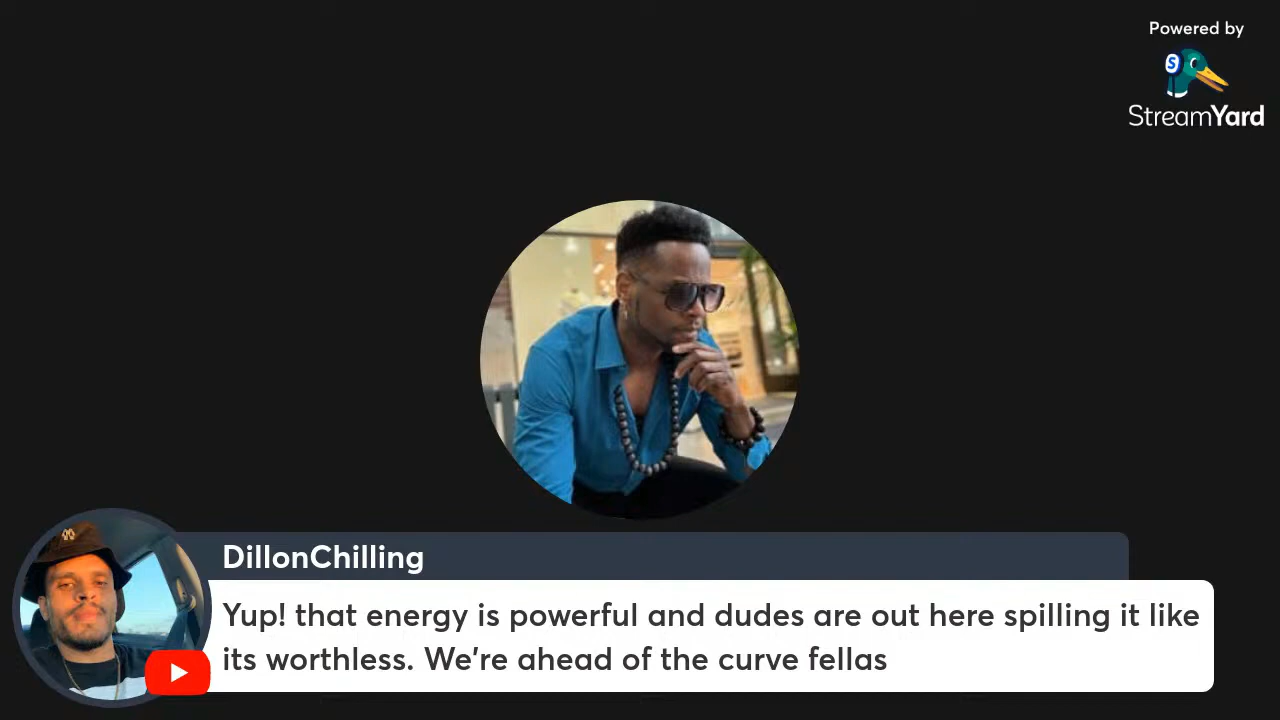 Powered by
S
StreamYard
DillonChilling
Yup! that energy is powerful and dudes are out here spilling it like
its worthless. We're ahead of the curve fellas